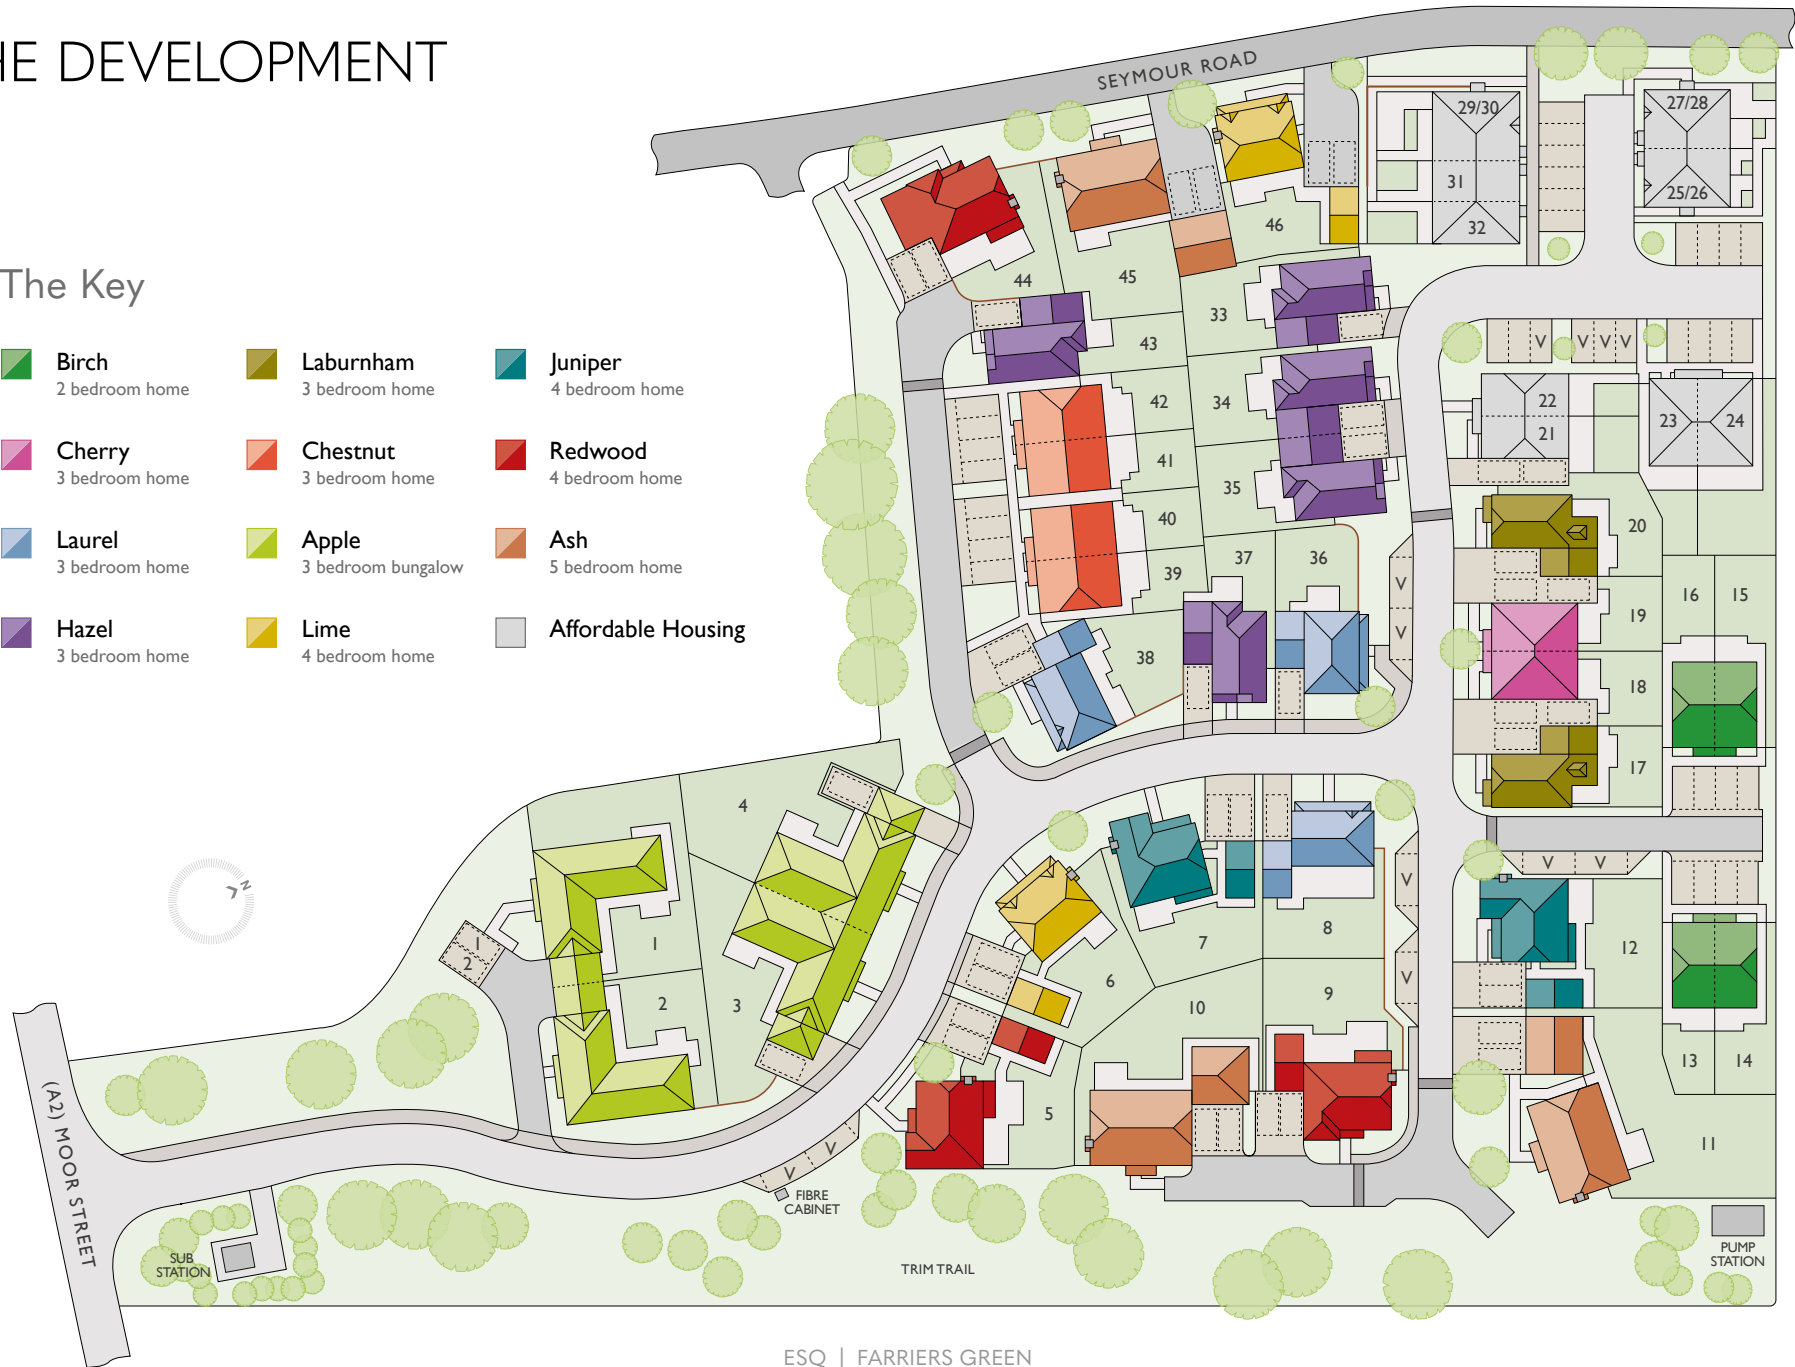 HE DEVELOPMENT
The Key
Birch
2 bedroom home
Laburnham
3 bedroom home
Juniper
4 bedroom home
Cherry
3 bedroom home
Chestnut
3 bedroom home
Redwood
4 bedroom home
Laurel
3 bedroom home
Apple
3 bedroom bungalow
Ash
5 bedroom home
Hazel
3 bedroom home
Lime
4 bedroom home
Affordable Housing
SEYMOUR ROAD
29/30
27/28
31
25/26
32
46
44
45
33
43
V
V V V
42
34
22
21
23
24
41
35
40
20
37
36
39
V
16
15
19
V
38
18
17
4
V V
V
8
1
2
1
7
12
2
3
6
V
9
10
13
14
5
11
V
V
(A2) MOOR STREET
FIBRE
CABINET
SUB
STATION
TRIM TRAIL
PUMP
STATION
N
ESQ | FARRIERS GREEN